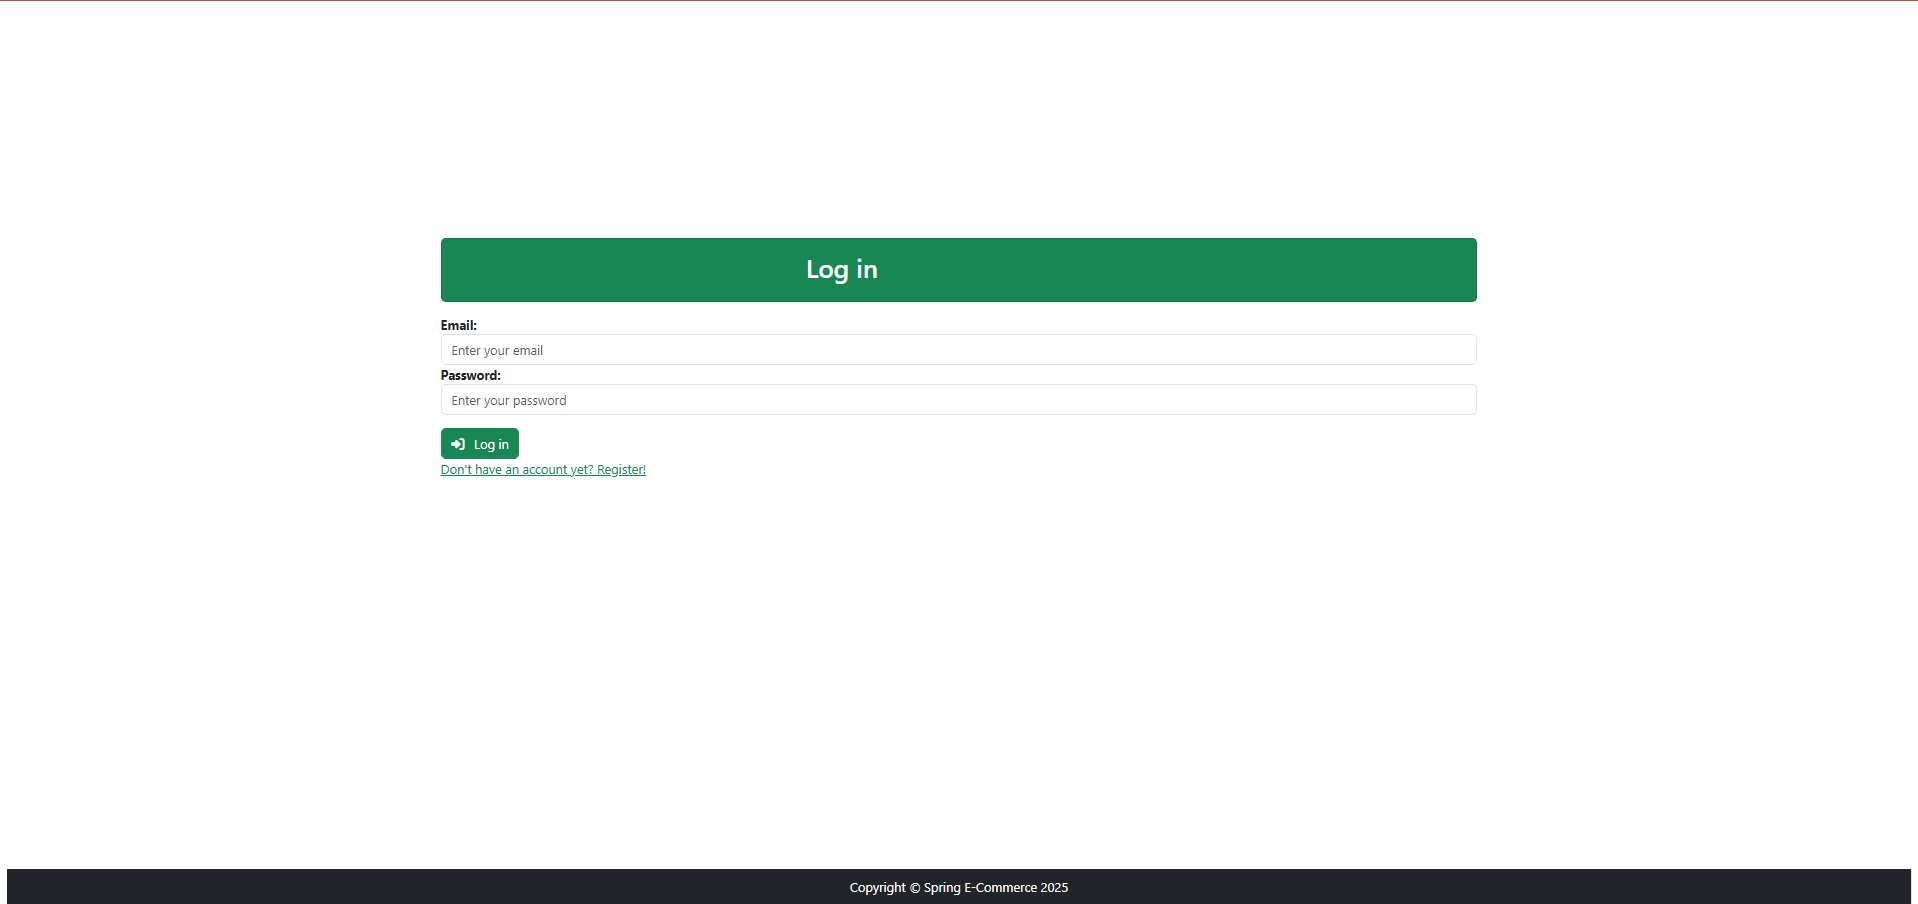 Log in
Email:
Enter your email
Password:
Enter your password
Log in
Don't have an account yet? Register!
Copyright © Spring E-Commerce 2025